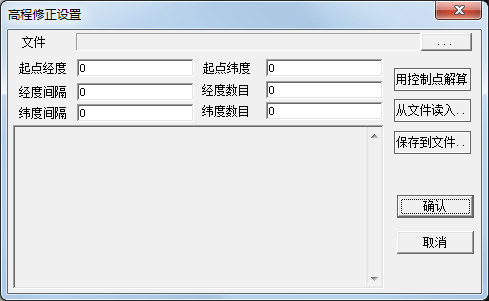 高程修正设置
文件 ...
起点经度 0 起点纬度 0
用控制点解算
经度间隔 0 经度数目 0
从文件读入..
纬度间隔 0 纬度数目 0
保存到文件..
确认
取消